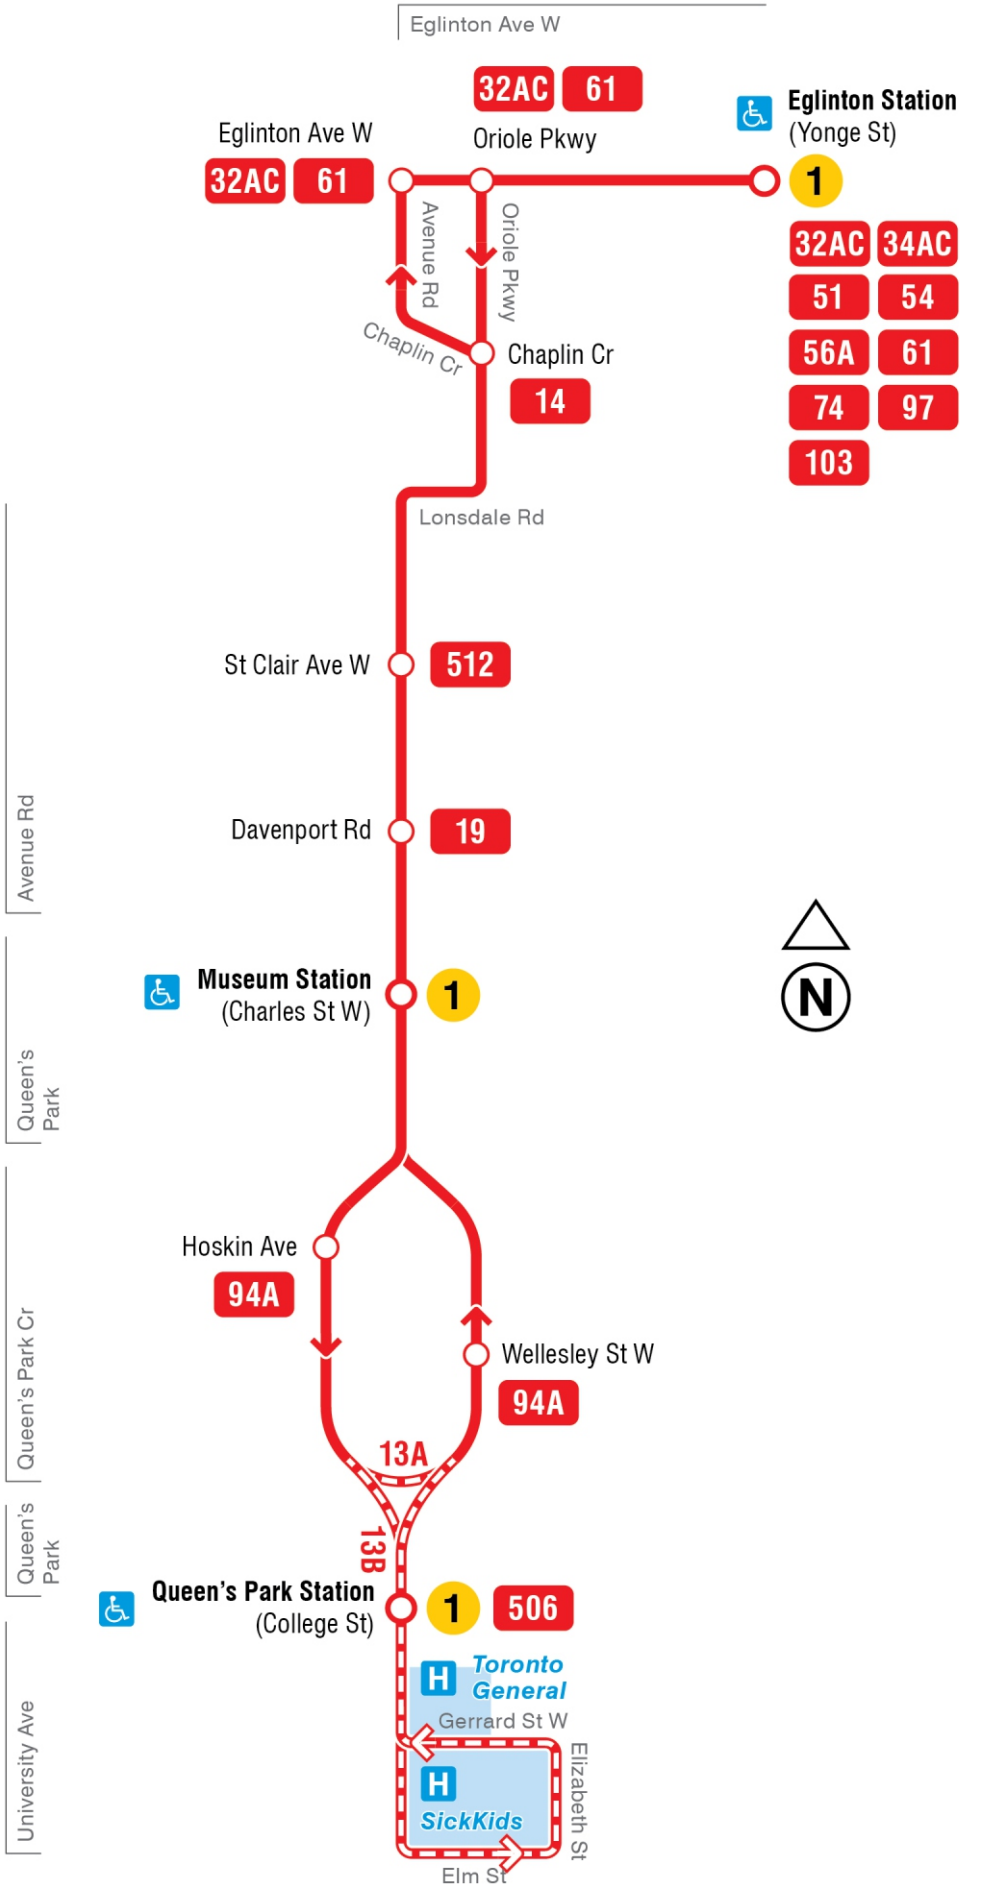 Eglinton Ave W
32AC 61
Oriole Pkwy
Eglinton Station
(Yonge St)
1
Eglinton Ave W
32AC 61
Avenue Rd
Oriole Pkwy
32AC 34AC
51 54
56A 61
74 97
103
Chaplin Cr
Chaplin Cr
14
Lonsdale Rd
St Clair Ave W
512
Avenue Rd
Davenport Rd
19
Museum Station
(Charles St W)
1
N
Queen's
Park
Hoskin Ave
94A
Wellesley St W
94A
Queen's Park Cr
13A
13B
Queen's
Park
Queen's Park Station
(College St)
1
506
University Ave
H
Toronto
General
Gerrard St W
H
SickKids
Elizabeth St
Elm St